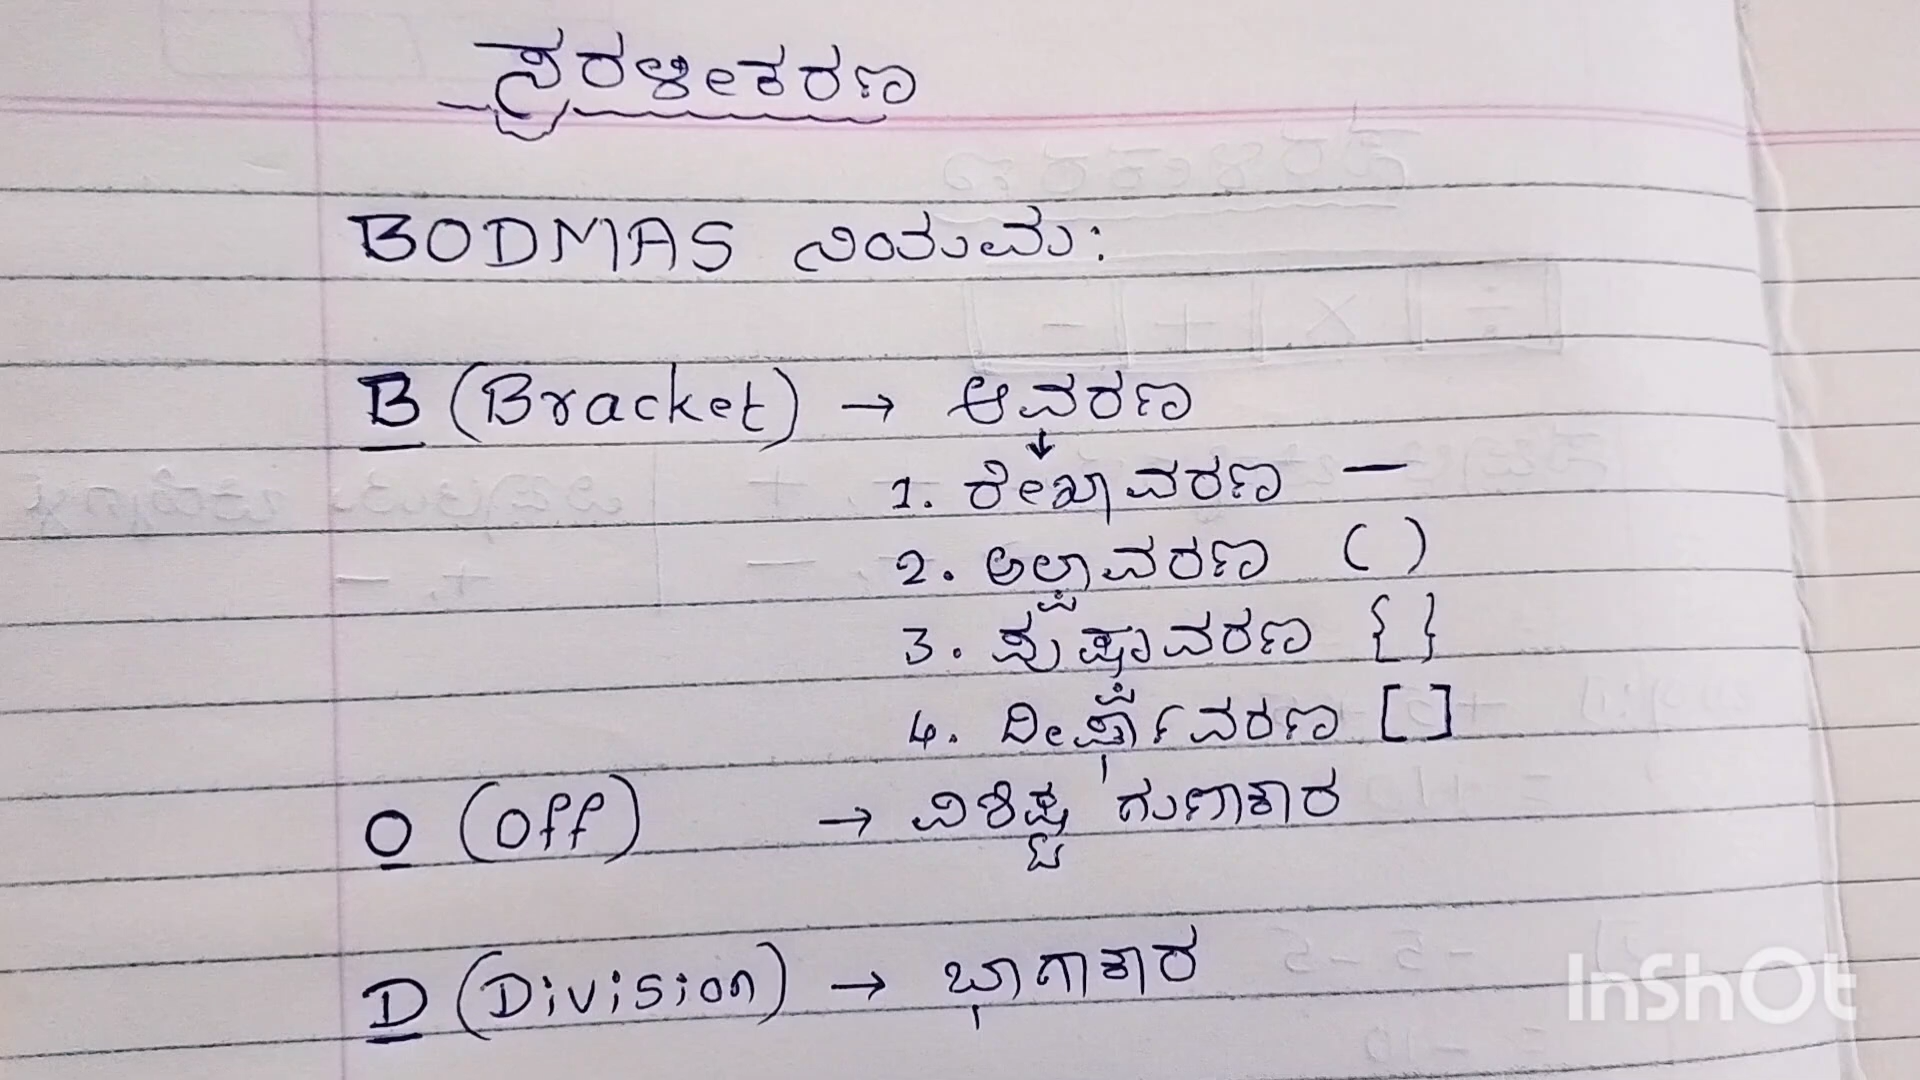 ಸರಳೀಕರಣ
BODMAS ನಿಯಮ:
B (Bracket) → ಆವರಣ
↓
1. ರೇಖಾವರಣ —
2. ಅಲ್ಪಾವರಣ ( )
3. ಪುಷ್ಪಾವರಣ { }
4. ದೀರ್ಘಾವರಣ [ ]
O (Off) → ವಿಶಿಷ್ಟ ಗುಣಾಕಾರ
D (Division) → ಭಾಗಾಕಾರ
InShOt